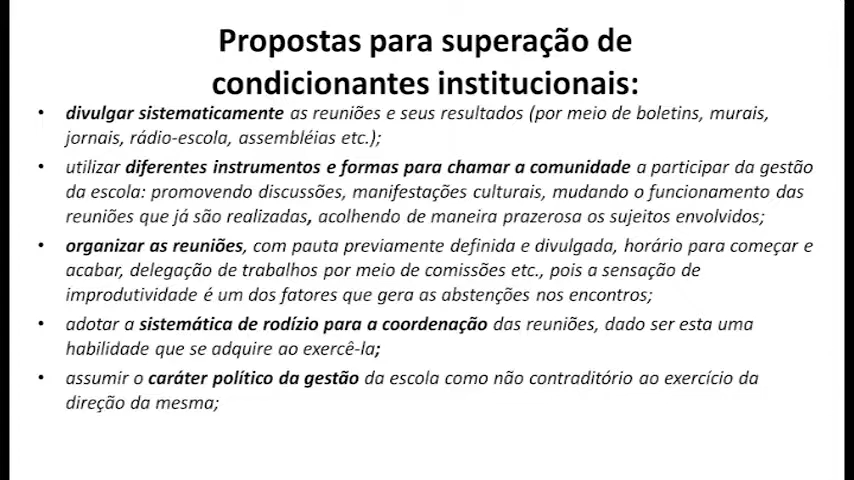 Propostas para superação de
condicionantes institucionais:
• divulgar sistematicamente as reuniões e seus resultados (por meio de boletins, murais,
jornais, rádio-escola, assembléias etc.);
• utilizar diferentes instrumentos e formas para chamar a comunidade a participar da gestão
da escola: promovendo discussões, manifestações culturais, mudando o funcionamento das
reuniões que já são realizadas, acolhendo de maneira prazerosa os sujeitos envolvidos;
• organizar as reuniões, com pauta previamente definida e divulgada, horário para começar e
acabar, delegação de trabalhos por meio de comissões etc., pois a sensação de
improdutividade é um dos fatores que gera as abstenções nos encontros;
• adotar a sistemática de rodízio para a coordenação das reuniões, dado ser esta uma
habilidade que se adquire ao exercê-la;
• assumir o caráter político da gestão da escola como não contraditório ao exercício da
direção da mesma;